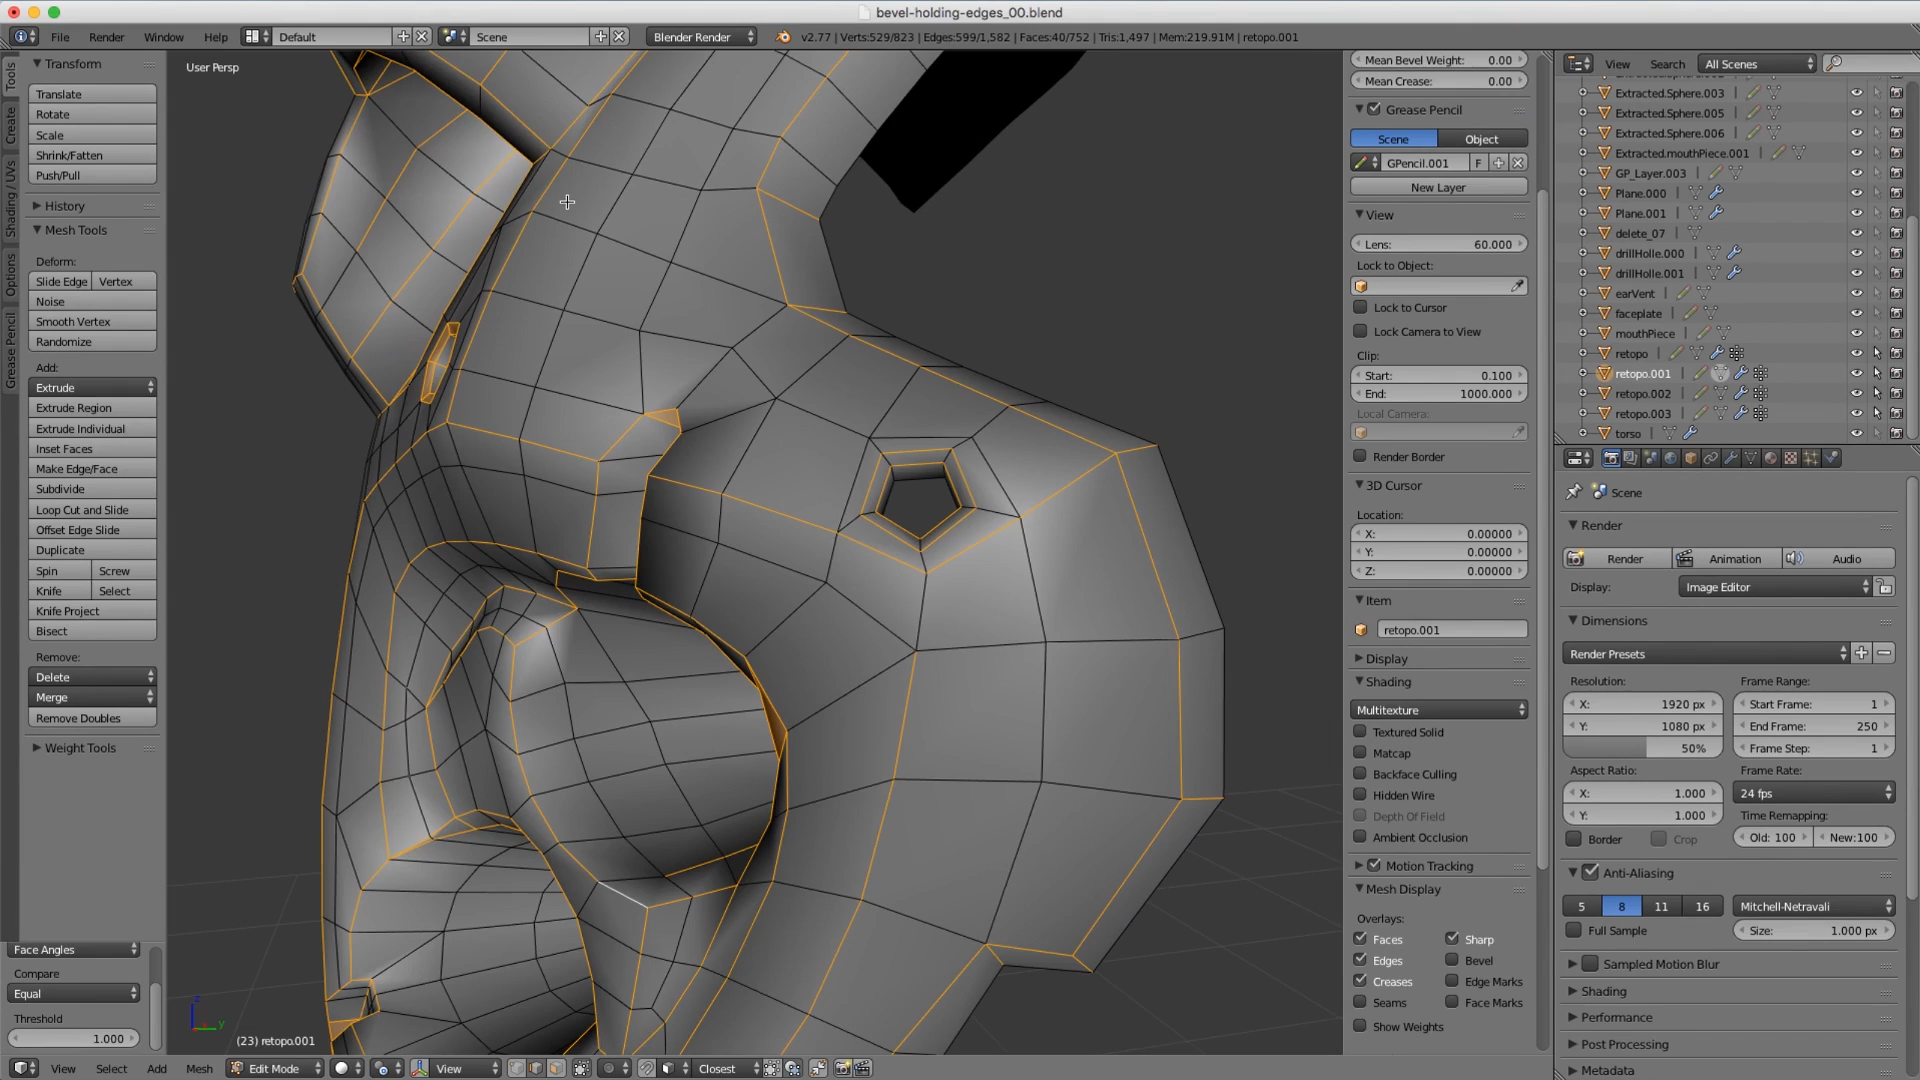 bevel-holding-edges_00.blend
File Render Window Help Default Scene Blender Render v2.77 | Verts:529/823 | Edges:599/1,582 | Faces:40/752 | Tris:1,497 | Mem:219.91M | retopo.001
Tools
Create
Shading / UVs
Options
Grease Pencil
Transform
Translate
Rotate
Scale
Shrink/Fatten
Push/Pull
History
Mesh Tools
Deform:
Slide Edge Vertex
Noise
Smooth Vertex
Randomize
Add:
Extrude
Extrude Region
Extrude Individual
Inset Faces
Make Edge/Face
Subdivide
Loop Cut and Slide
Offset Edge Slide
Duplicate
Spin Screw
Knife Select
Knife Project
Bisect
Remove:
Delete
Merge
Remove Doubles
Weight Tools
Face Angles
Compare
Equal
Threshold
1.000
User Persp
z
y
(23) retopo.001
View Select Add Mesh Edit Mode View Closest
Mean Bevel Weight: 0.00
Mean Crease: 0.00
Grease Pencil
Scene Object
GPencil.001 F
New Layer
View
Lens: 60.000
Lock to Object:
Lock to Cursor
Lock Camera to View
Clip:
Start: 0.100
End: 1000.000
Local Camera:
Render Border
3D Cursor
Location:
X: 0.00000
Y: 0.00000
Z: 0.00000
Item
retopo.001
Display
Shading
Multitexture
Textured Solid
Matcap
Backface Culling
Hidden Wire
Depth Of Field
Ambient Occlusion
Motion Tracking
Mesh Display
Overlays:
Faces Sharp
Edges Bevel
Creases Edge Marks
Seams Face Marks
Show Weights
View Search All Scenes
Extracted.Sphere.003
Extracted.Sphere.005
Extracted.Sphere.006
Extracted.mouthPiece.001
GP_Layer.003
Plane.000
Plane.001
delete_07
drillHolle.000
drillHolle.001
earVent
faceplate
mouthPiece
retopo
retopo.001
retopo.002
retopo.003
torso
Scene
Render
Render Animation Audio
Display: Image Editor
Dimensions
Render Presets
Resolution: Frame Range:
X: 1920 px Start Frame: 1
Y: 1080 px End Frame: 250
50% Frame Step: 1
Aspect Ratio: Frame Rate:
X: 1.000 24 fps
Y: 1.000 Time Remapping:
Border Crop Old: 100 New:100
Anti-Aliasing
5 8 11 16 Mitchell-Netravali
Full Sample Size: 1.000 px
Sampled Motion Blur
Shading
Performance
Post Processing
Metadata